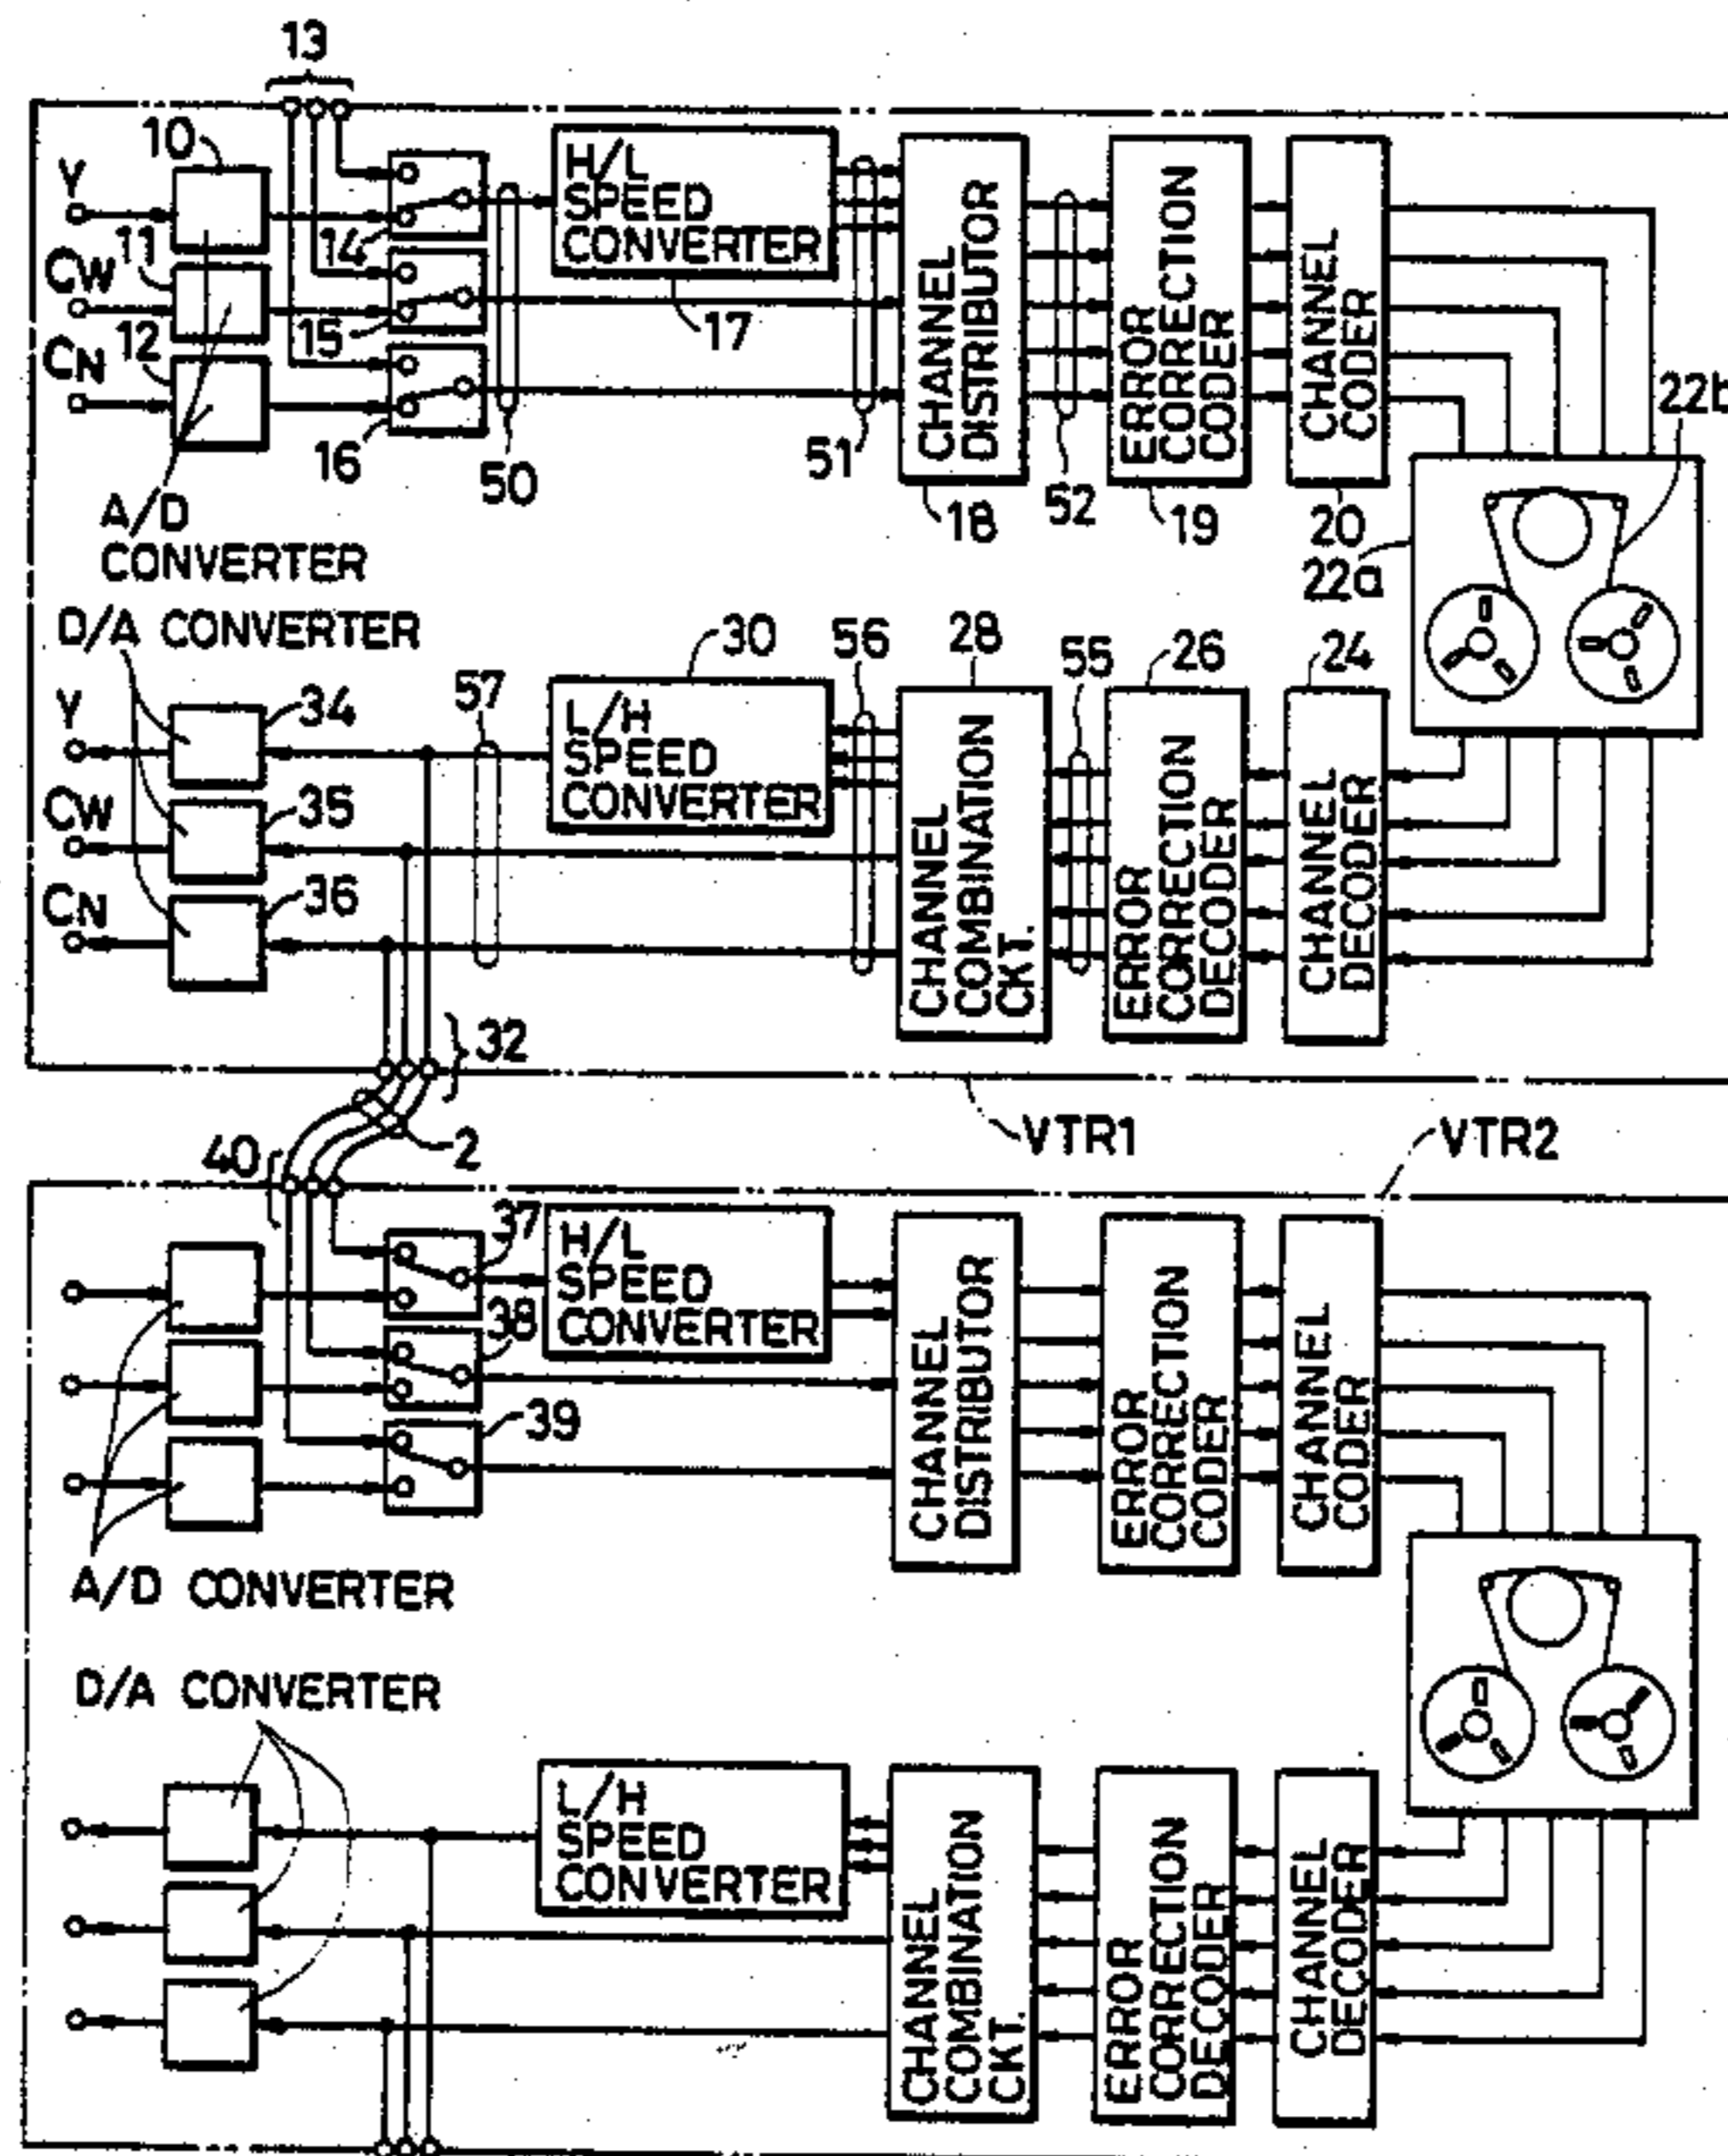 13
10
Y
11
CW
12
CN
14
15
16
H/L
SPEED
CONVERTER
17
50
51
52
CHANNEL
DISTRIBUTOR
18
ERROR
CORRECTION
CODER
19
CHANNEL
CODER
20
22a
22b
A/D
CONVERTER
D/A CONVERTER
Y
34
CW
35
CN
36
57
L/H
SPEED
CONVERTER
30
56
CHANNEL
COMBINATION
CKT.
28
55
ERROR
CORRECTION
DECODER
26
CHANNEL
DECODER
24
32
2
40
VTR1
VTR2
37
38
39
H/L
SPEED
CONVERTER
CHANNEL
DISTRIBUTOR
ERROR
CORRECTION
CODER
CHANNEL
CODER
A/D CONVERTER
D/A CONVERTER
L/H
SPEED
CONVERTER
CHANNEL
COMBINATION
CKT.
ERROR
CORRECTION
DECODER
CHANNEL
DECODER